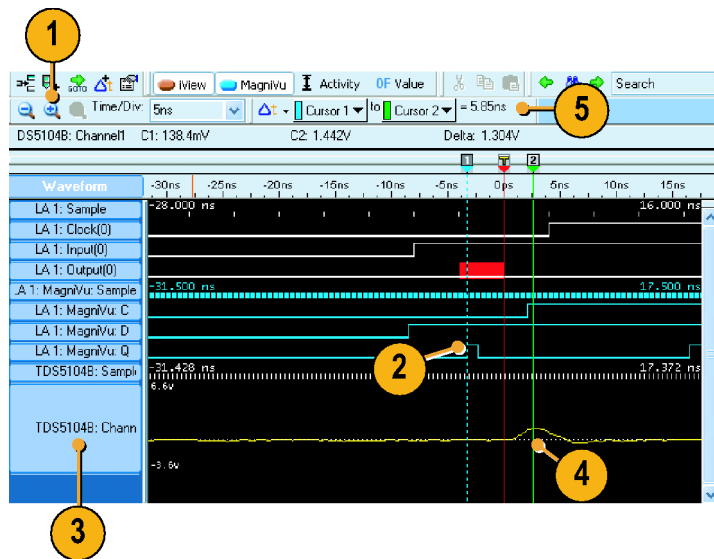 1
GOTO Δt iView MagniVu Activity 0F Value Search
Time/Div: 5ns Δt Cursor 1 to Cursor 2 = 5.85ns 5
DS5104B: Channel1 C1: 138.4mV C2: 1.442V Delta: 1.304V
1 T 2
Waveform -30ns -25ns -20ns -15ns -10ns -5ns 0ps 5ns 10ns 15ns
LA 1: Sample -28.000 ns 16.000 ns
LA 1: Clock(0)
LA 1: Input(0)
LA 1: Output(0)
.A 1: MagniVu: Sample -31.500 ns 17.500 ns
LA 1: MagniVu: C
LA 1: MagniVu: D
LA 1: MagniVu: Q 2
TDS5104B: Sampl -31.428 ns 17.372 ns
6.6v
TDS5104B: Chann
-3.6v
4
3